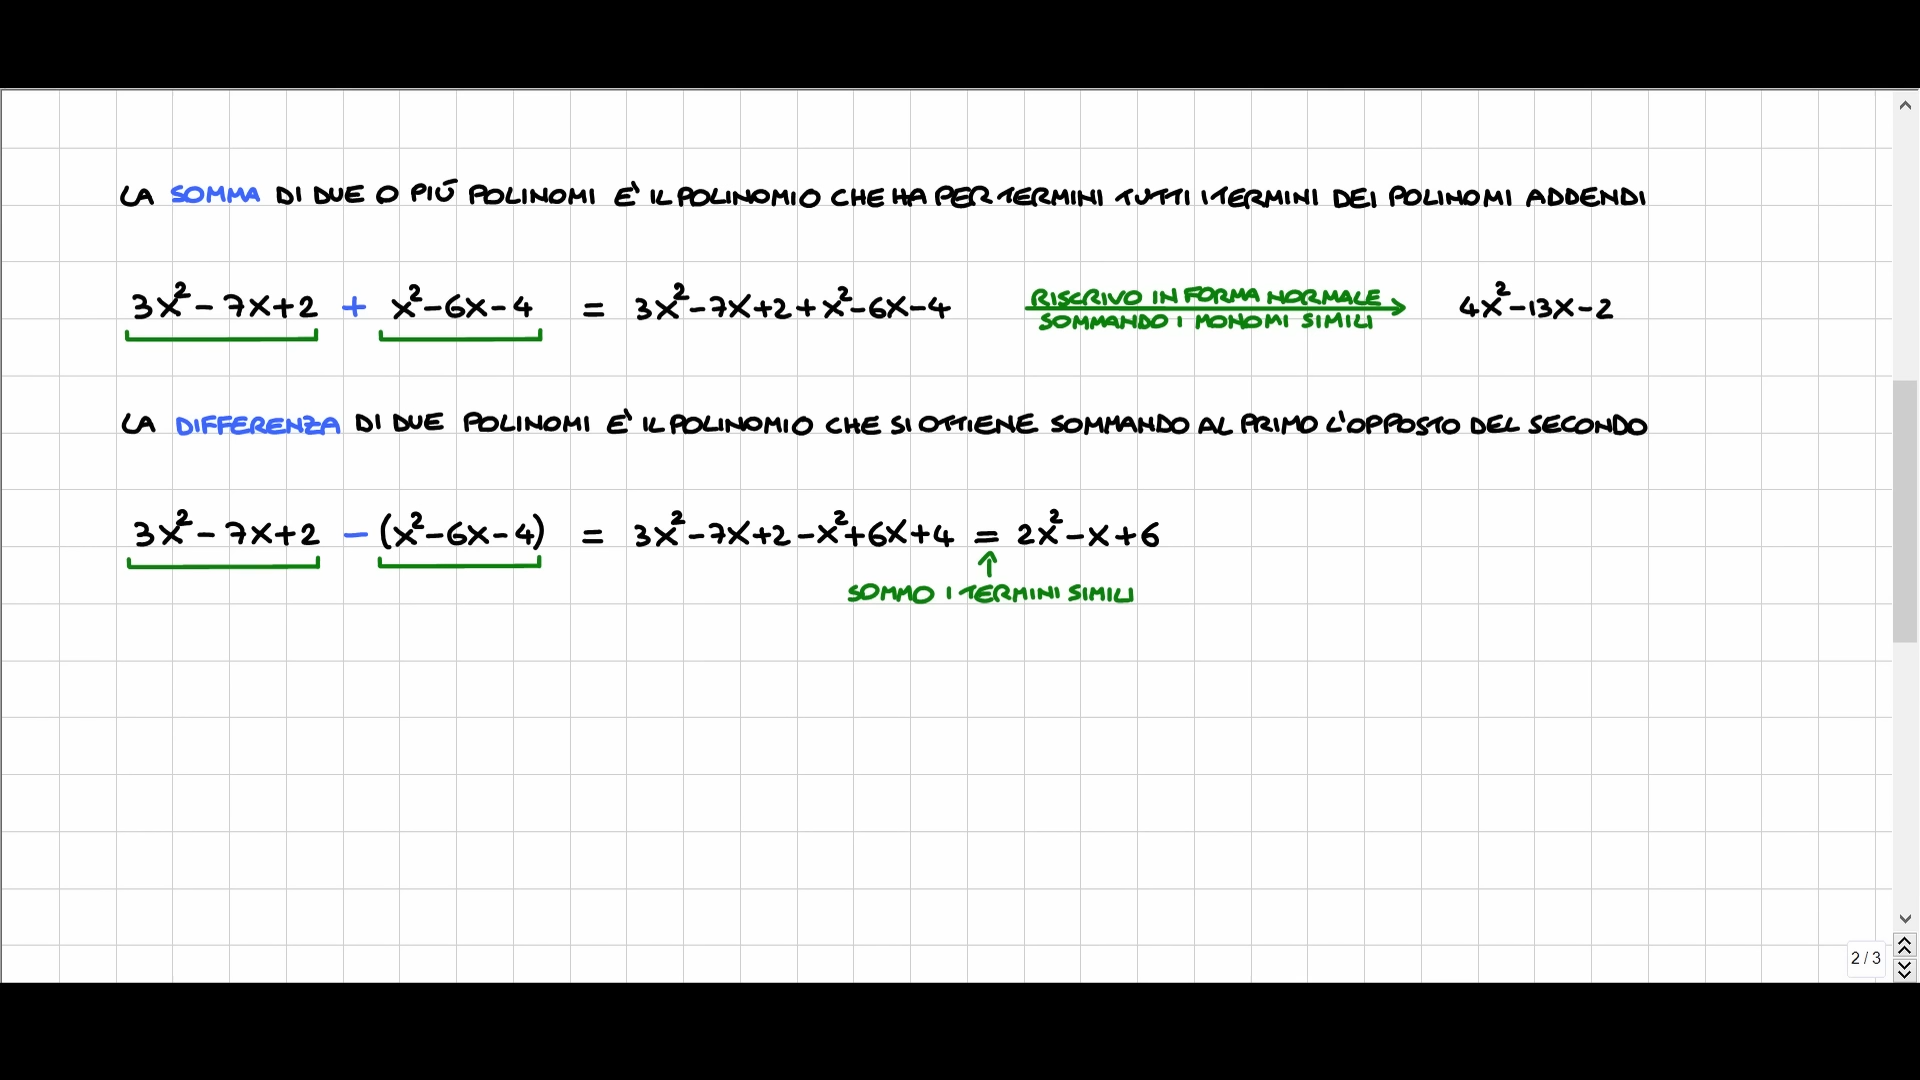 LA SOMMA DI DUE O PIÚ POLINOMI E' IL POLINOMIO CHE HA PER TERMINI TUTTI I TERMINI DEI POLINOMI ADDENDI
3x² - 7x + 2 + x² - 6x - 4 = 3x² - 7x + 2 + x² - 6x - 4 RISCRIVO IN FORMA NORMALE 4x² - 13x - 2
SOMMANDO I MONOMI SIMILI
LA DIFFERENZA DI DUE POLINOMI E' IL POLINOMIO CHE SI OTTIENE SOMMANDO AL PRIMO L'OPPOSTO DEL SECONDO
3x² - 7x + 2 - (x² - 6x - 4) = 3x² - 7x + 2 - x² + 6x + 4 = 2x² - x + 6
↑
SOMMO I TERMINI SIMILI
2 / 3